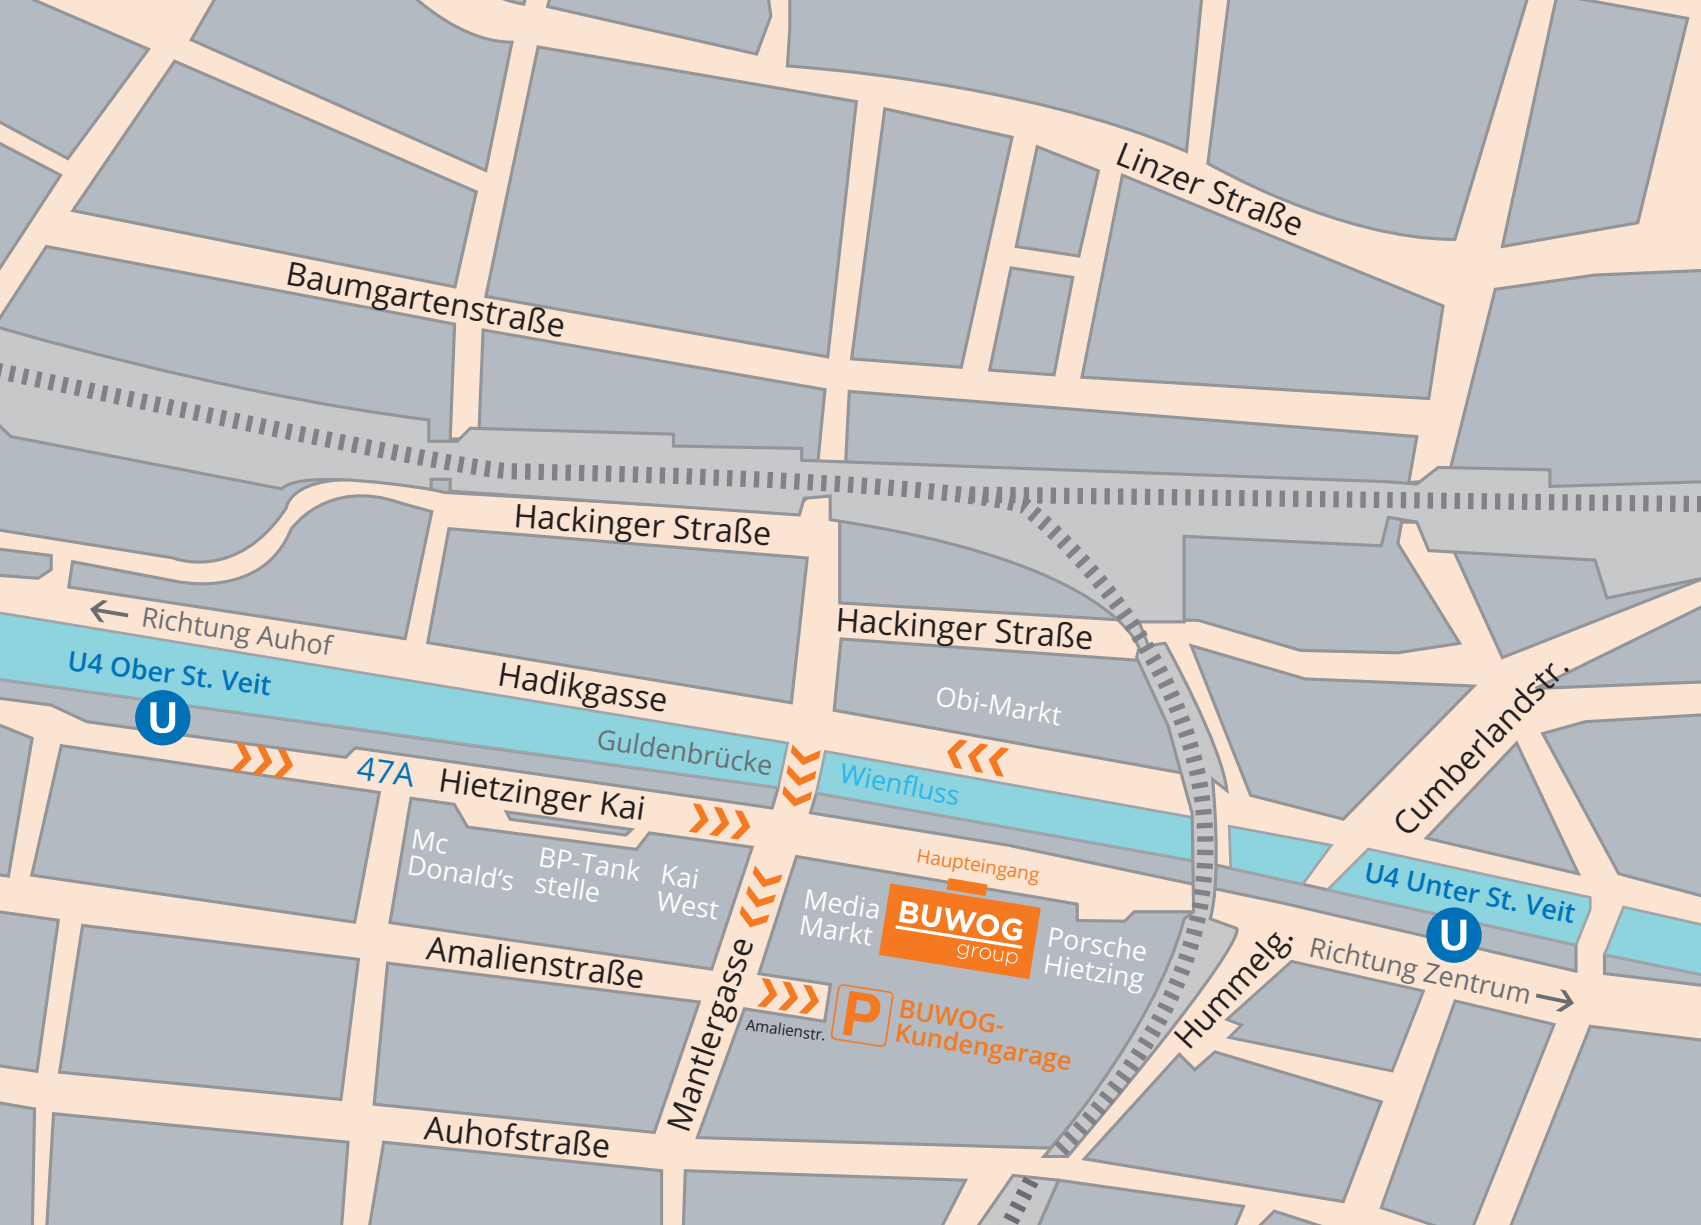 Linzer Straße
Baumgartenstraße
Hackinger Straße
Hackinger Straße
← Richtung Auhof
U4 Ober St. Veit
U
Hadikgasse
Obi-Markt
Guldenbrücke
Wienfluss
Cumberlandstr.
47A
Hietzinger Kai
Mc
Donald‘s
BP-Tank
stelle
Kai
West
Haupteingang
Media
Markt
BUWOG
group
Porsche
Hietzing
U4 Unter St. Veit
U
Richtung Zentrum →
Hummelg.
Amalienstraße
Mantlergasse
Amalienstr.
P
BUWOG-
Kundengarage
Auhofstraße